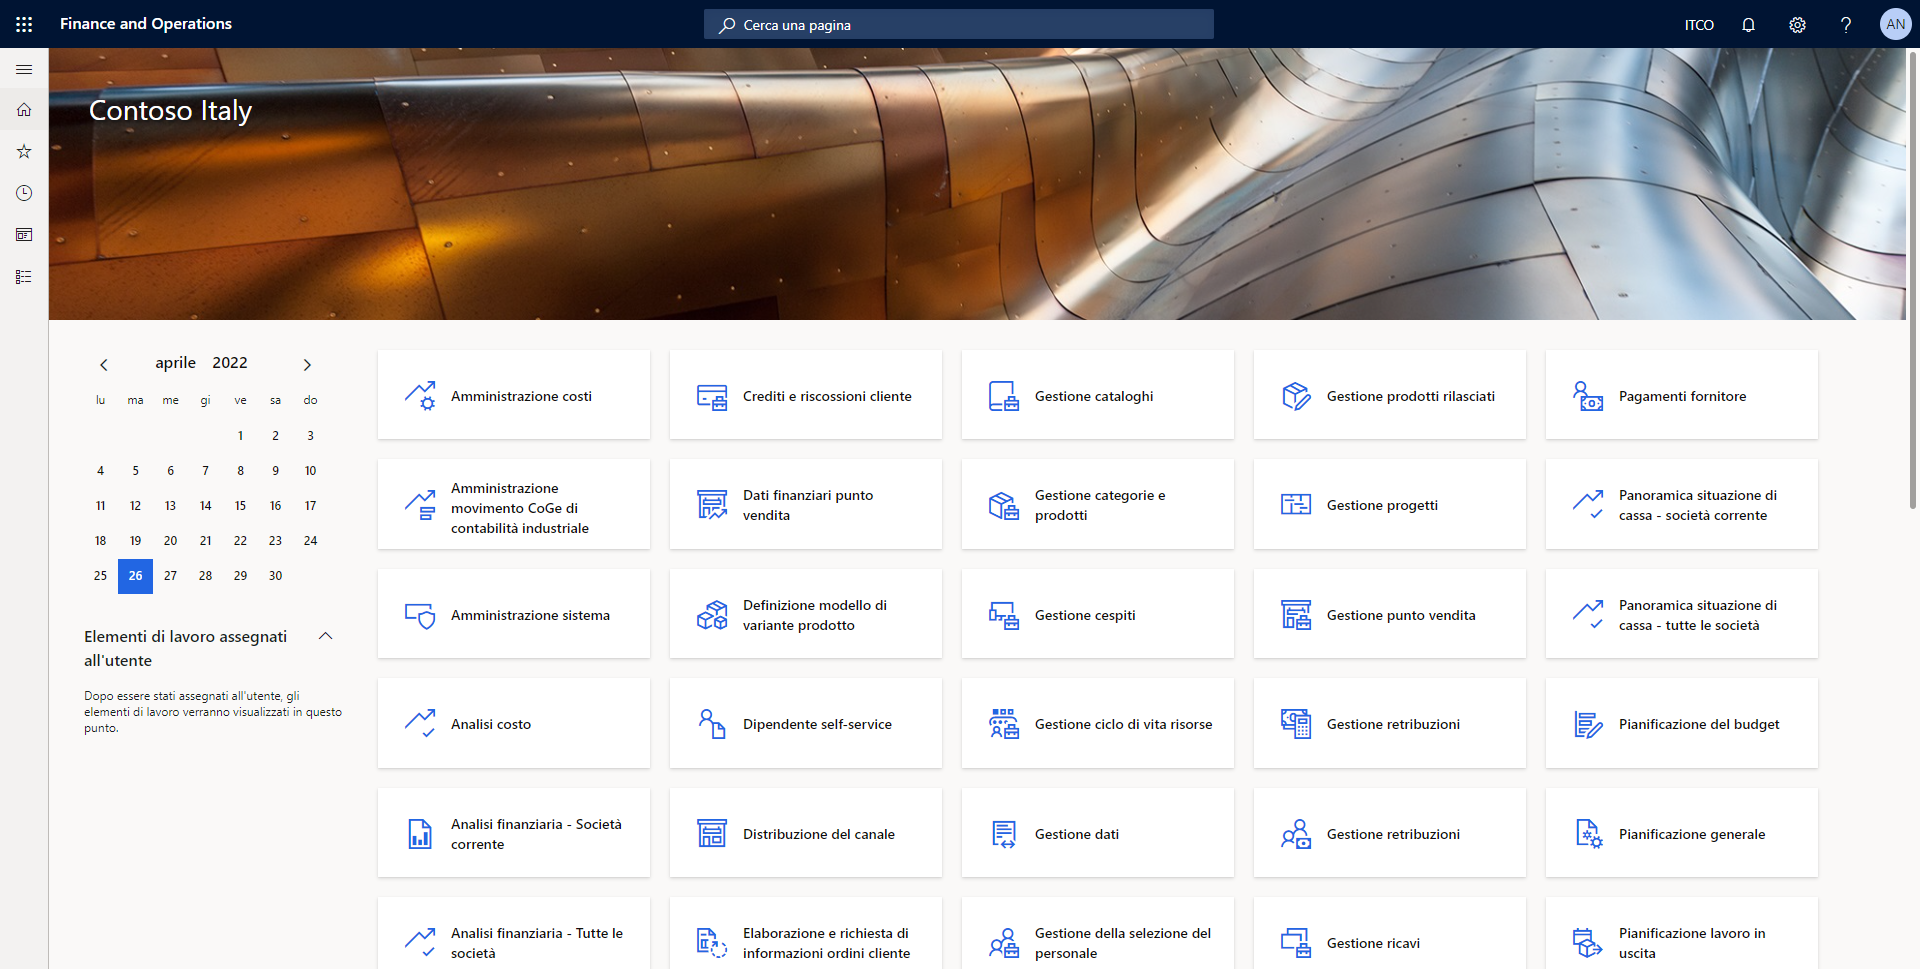 Finance and Operations
Cerca una pagina
ITCO
AN
Contoso Italy
aprile 2022
lu ma me gi ve sa do
1 2 3
4 5 6 7 8 9 10
11 12 13 14 15 16 17
18 19 20 21 22 23 24
25 26 27 28 29 30
Elementi di lavoro assegnati
all'utente
Dopo essere stati assegnati all'utente, gli
elementi di lavoro verranno visualizzati in questo
punto.
Amministrazione costi
Crediti e riscossioni cliente
Gestione cataloghi
Gestione prodotti rilasciati
Pagamenti fornitore
Amministrazione
movimento CoGe di
contabilità industriale
Dati finanziari punto
vendita
Gestione categorie e
prodotti
Gestione progetti
Panoramica situazione di
cassa - società corrente
Amministrazione sistema
Definizione modello di
variante prodotto
Gestione cespiti
Gestione punto vendita
Panoramica situazione di
cassa - tutte le società
Analisi costo
Dipendente self-service
Gestione ciclo di vita risorse
Gestione retribuzioni
Pianificazione del budget
Analisi finanziaria - Società
corrente
Distribuzione del canale
Gestione dati
Gestione retribuzioni
Pianificazione generale
Analisi finanziaria - Tutte le
società
Elaborazione e richiesta di
informazioni ordini cliente
Gestione della selezione del
personale
Gestione ricavi
Pianificazione lavoro in
uscita